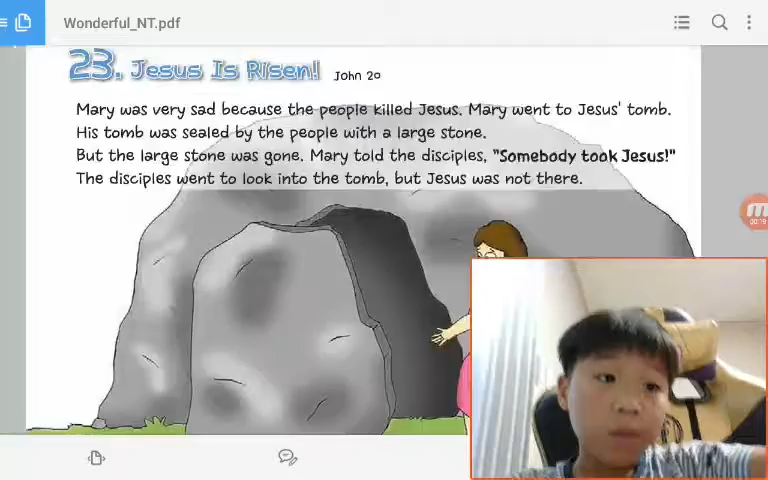 Wonderful_NT.pdf
23. Jesus Is Risen! John 20
Mary was very sad because the people killed Jesus. Mary went to Jesus' tomb.
His tomb was sealed by the people with a large stone.
But the large stone was gone. Mary told the disciples, "Somebody took Jesus!"
The disciples went to look into the tomb, but Jesus was not there.
00:19